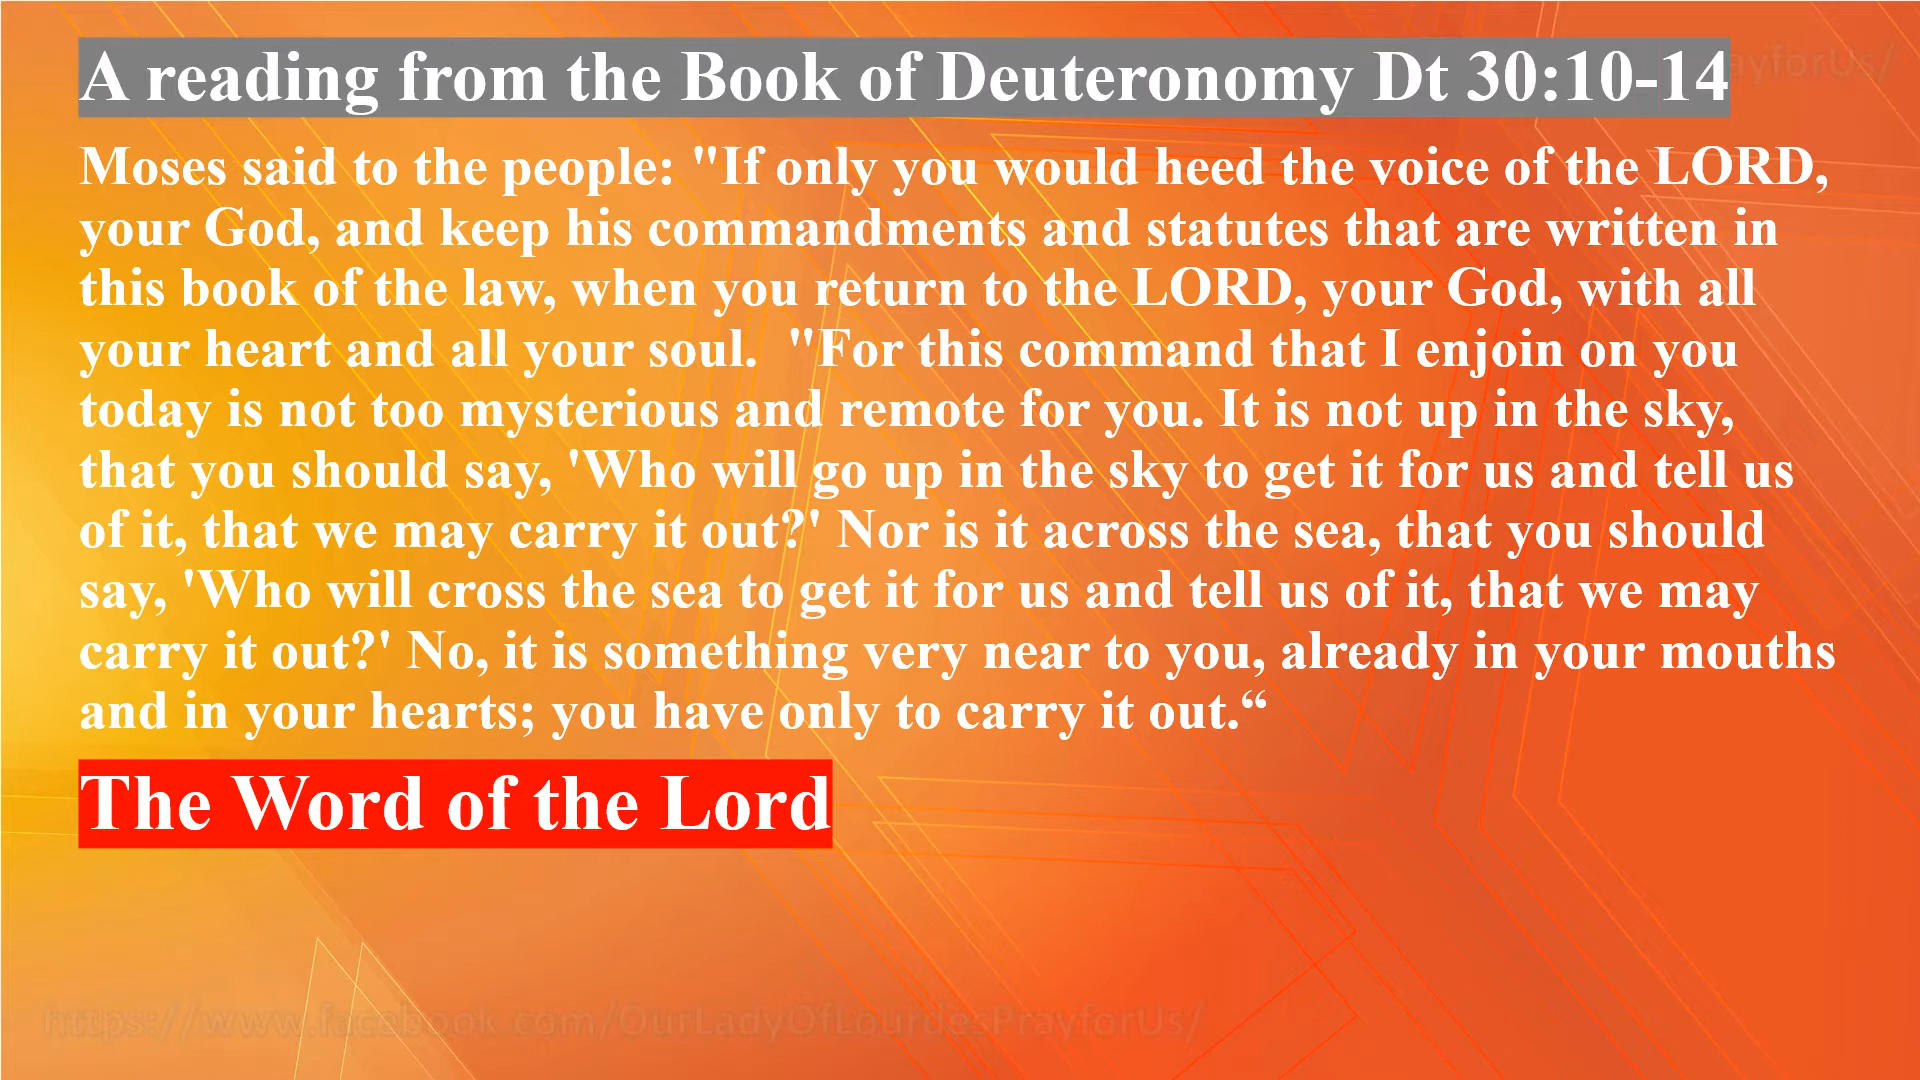 A reading from the Book of Deuteronomy Dt 30:10-14
ayforUs/
Moses said to the people: "If only you would heed the voice of the LORD,
your God, and keep his commandments and statutes that are written in
this book of the law, when you return to the LORD, your God, with all
your heart and all your soul.  "For this command that I enjoin on you
today is not too mysterious and remote for you. It is not up in the sky,
that you should say, 'Who will go up in the sky to get it for us and tell us
of it, that we may carry it out?' Nor is it across the sea, that you should
say, 'Who will cross the sea to get it for us and tell us of it, that we may
carry it out?' No, it is something very near to you, already in your mouths
and in your hearts; you have only to carry it out.“
The Word of the Lord
https://www.facebook.com/OurLadyOfLourdesPrayforUs/